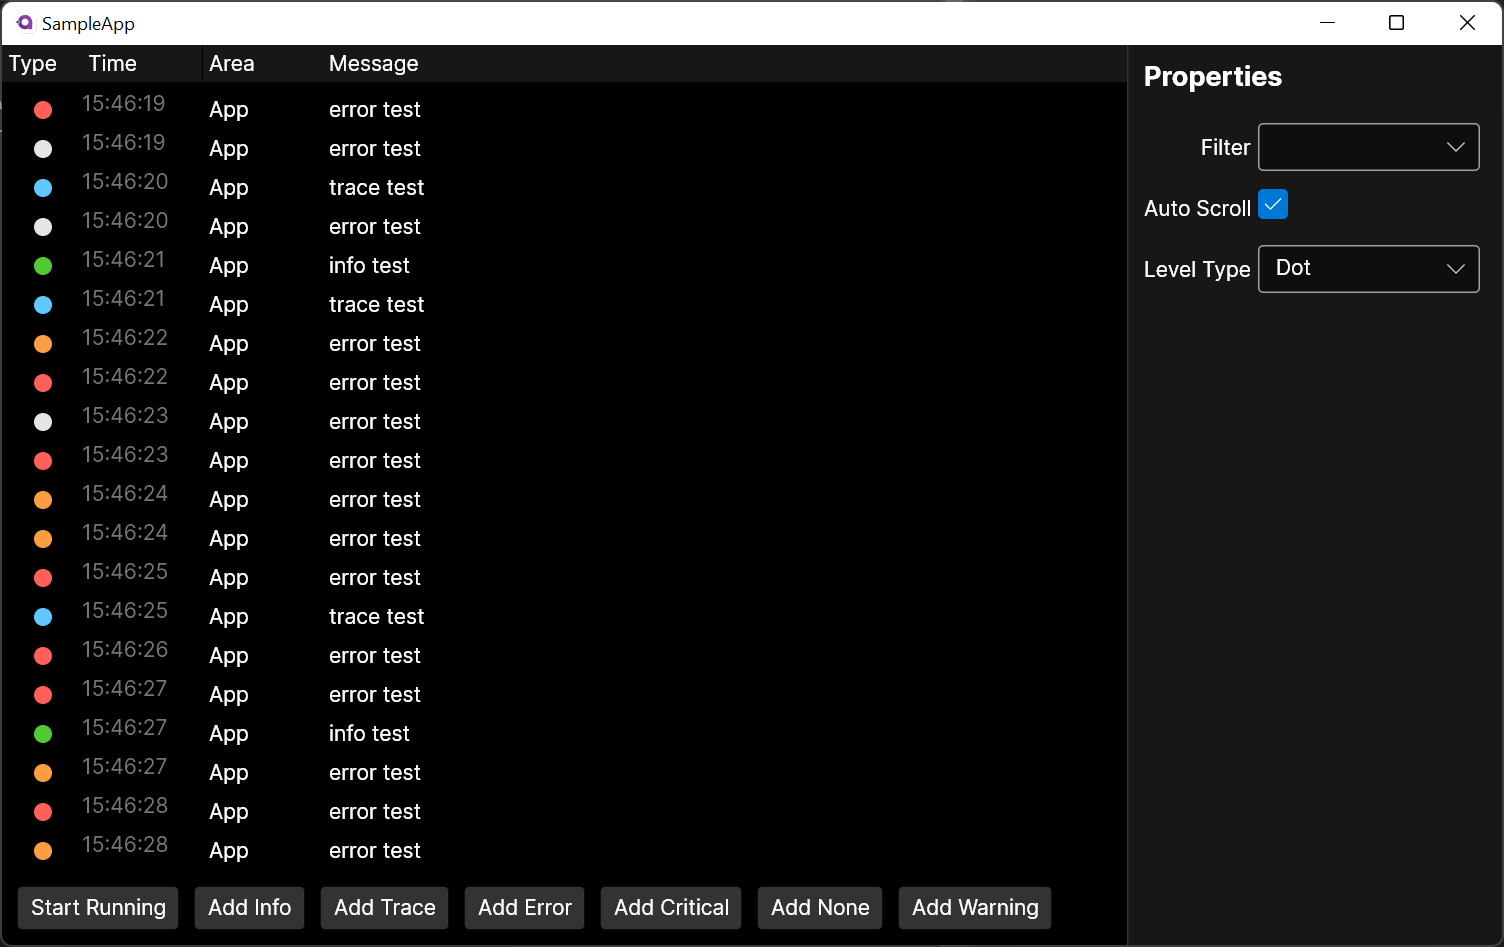 SampleApp
Type Time Area Message
15:46:19 App error test
15:46:19 App error test
15:46:20 App trace test
15:46:20 App error test
15:46:21 App info test
15:46:21 App trace test
15:46:22 App error test
15:46:22 App error test
15:46:23 App error test
15:46:23 App error test
15:46:24 App error test
15:46:24 App error test
15:46:25 App error test
15:46:25 App trace test
15:46:26 App error test
15:46:27 App error test
15:46:27 App info test
15:46:27 App error test
15:46:28 App error test
15:46:28 App error test
Start Running Add Info Add Trace Add Error Add Critical Add None Add Warning
Properties
Filter
Auto Scroll
Level Type Dot